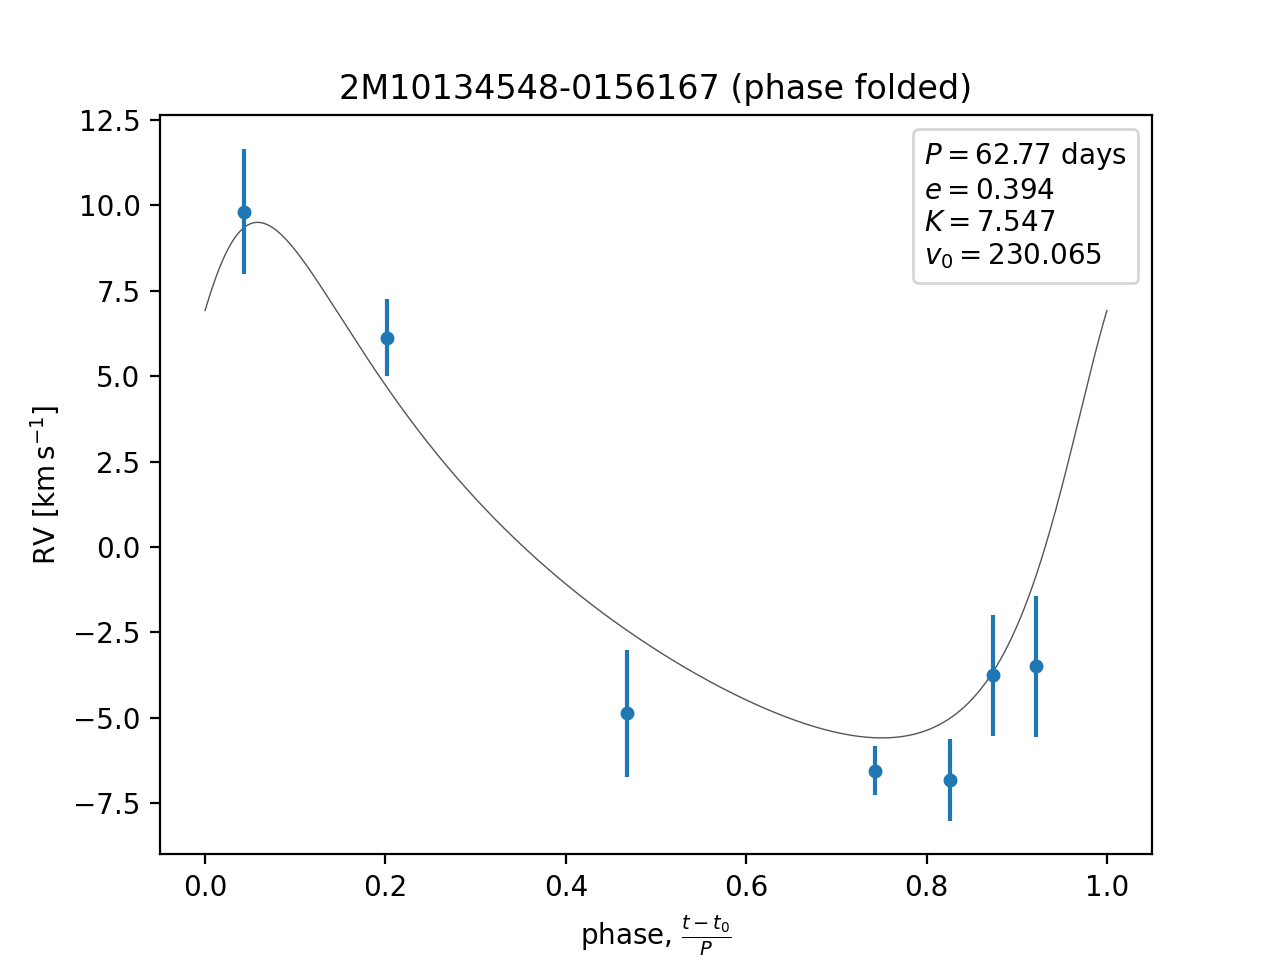 2M10134548-0156167 (phase folded)
12.5
10.0
7.5
5.0
2.5
0.0
−2.5
−5.0
−7.5
RV [km s⁻¹]
P = 62.77 days
e = 0.394
K = 7.547
v₀ = 230.065
0.0 0.2 0.4 0.6 0.8 1.0
phase, \frac{t − t₀}{P}